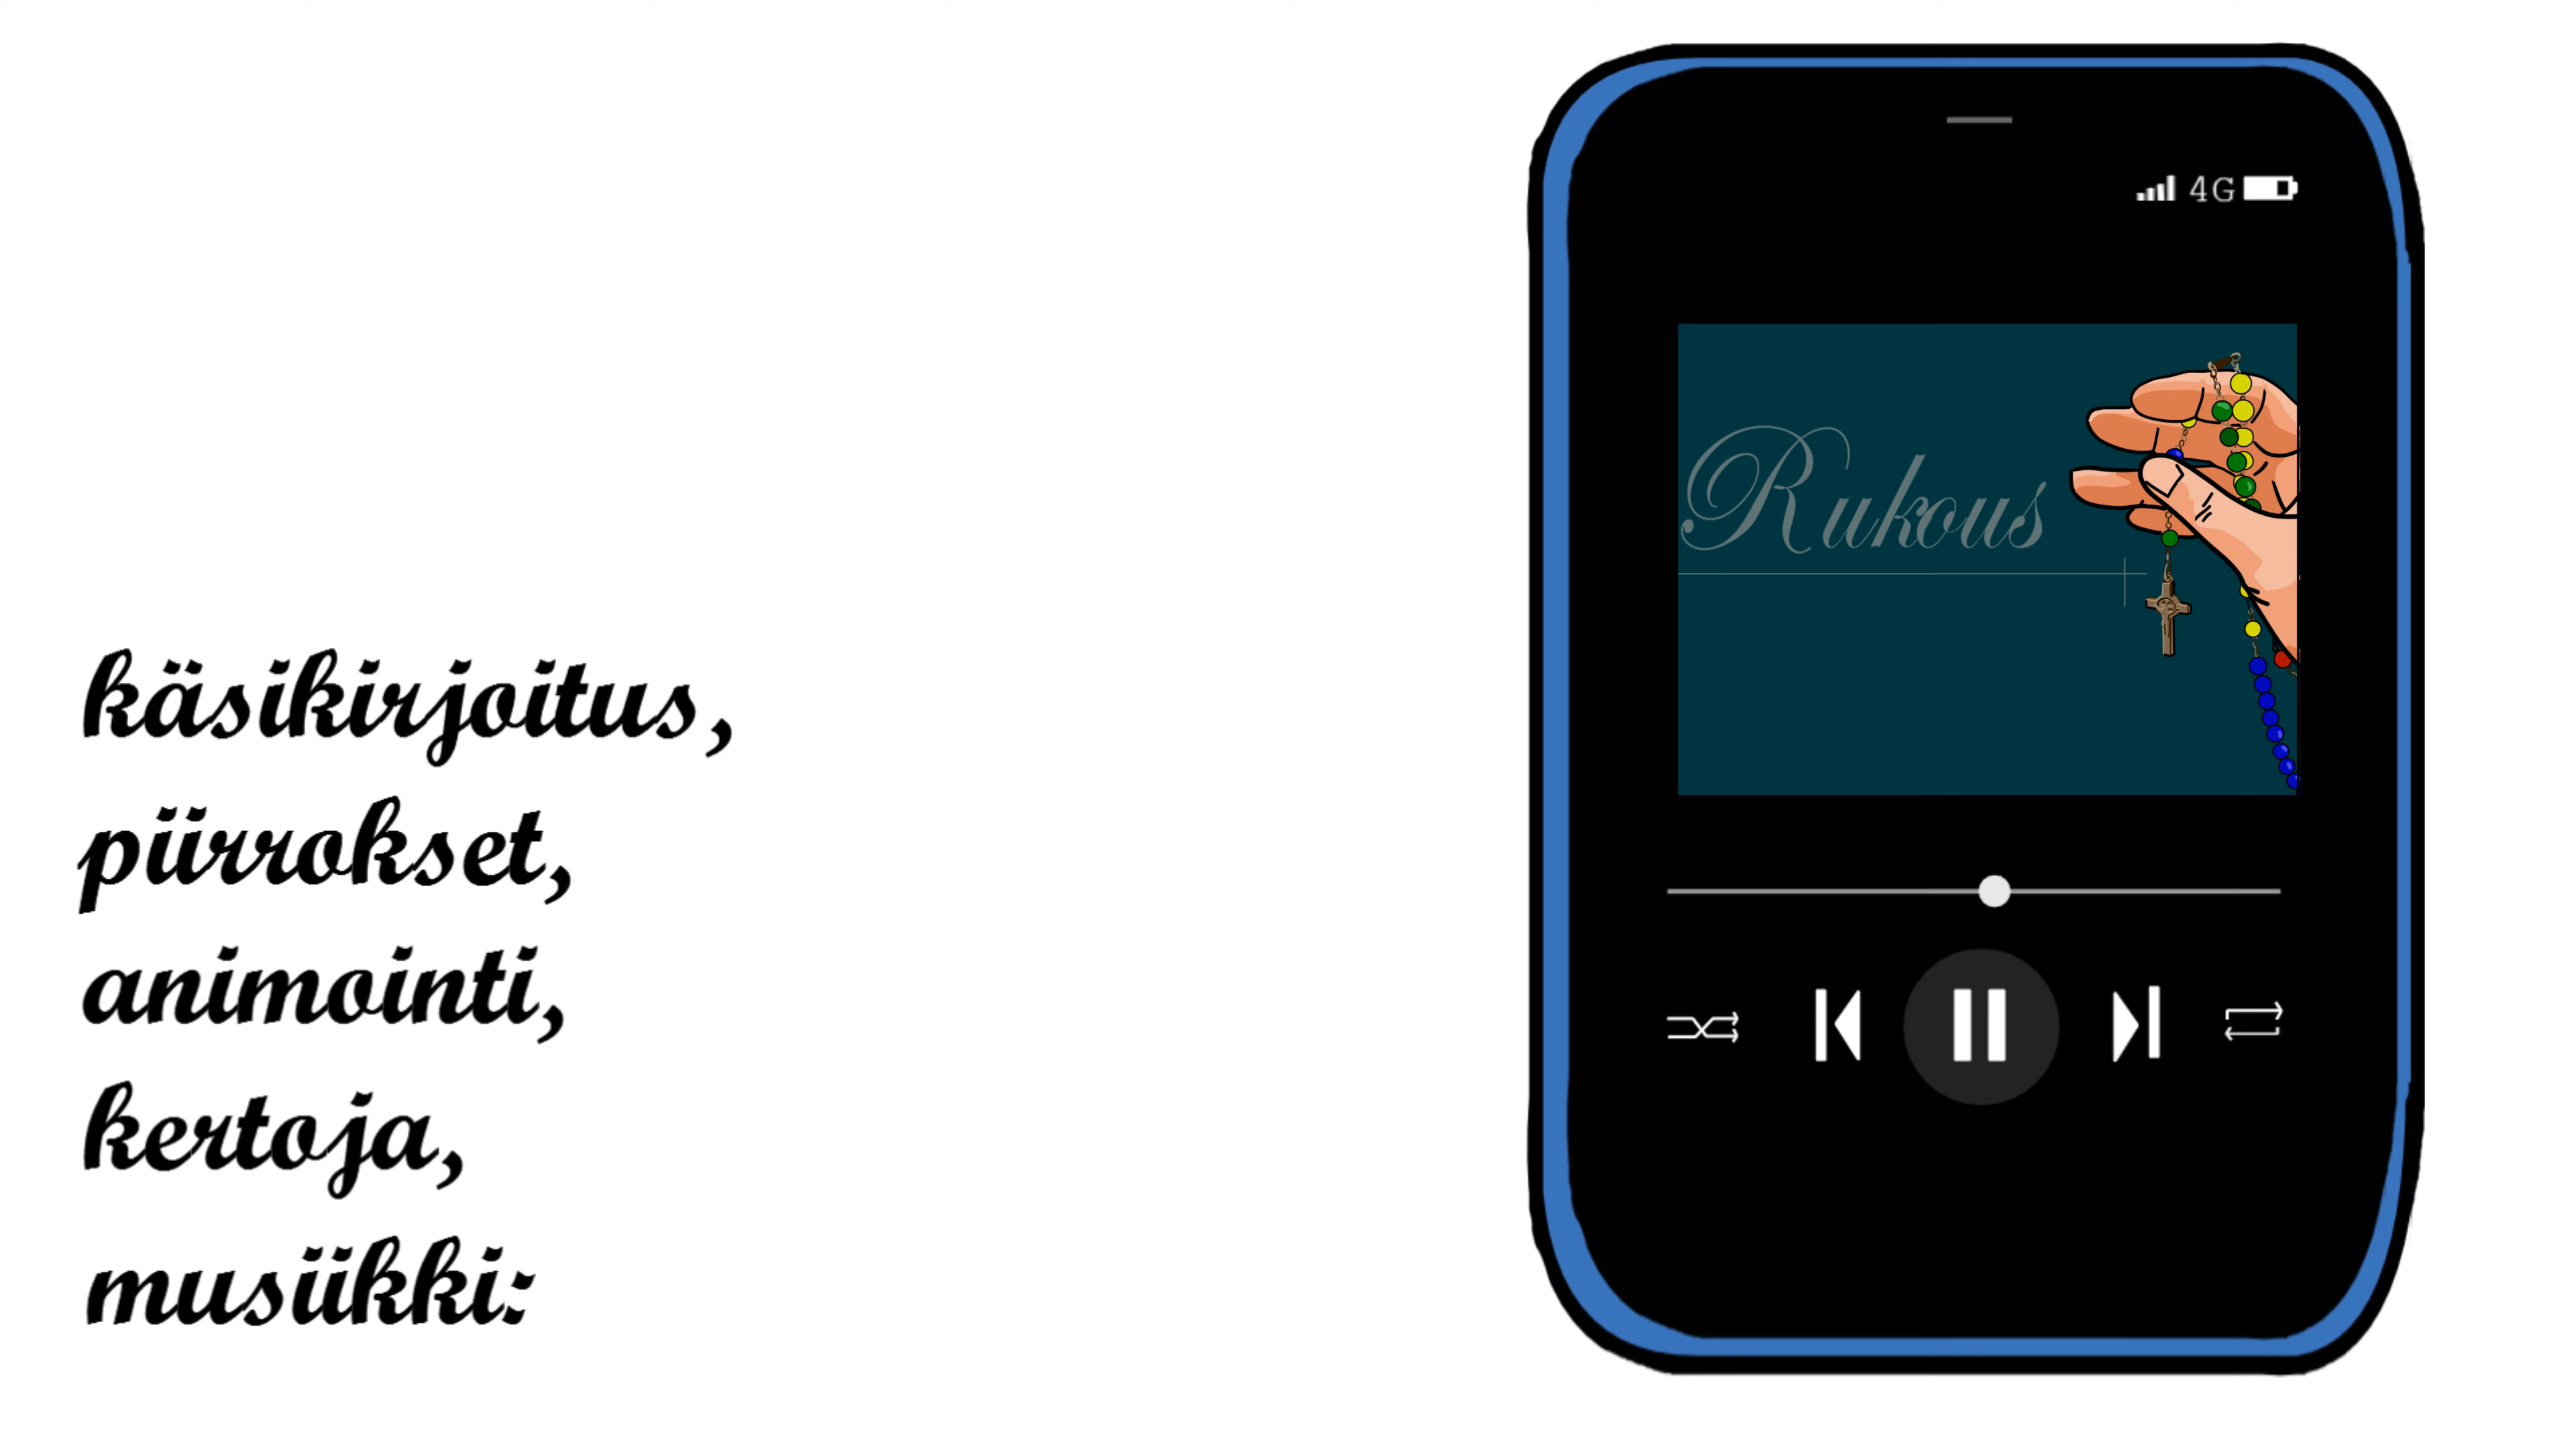 käsikirjoitus,
piirrokset,
animointi,
kertoja,
musiikki:
4G
Rukous